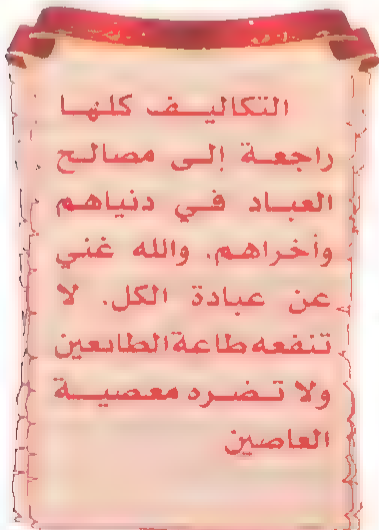 التكاليف كلها
راجعة إلى مصالح
العباد في دنياهم
وأخراهم. والله غني
عن عبادة الكل. لا
تنفعه طاعة الطائعين
ولا تضره معصية
العاصين